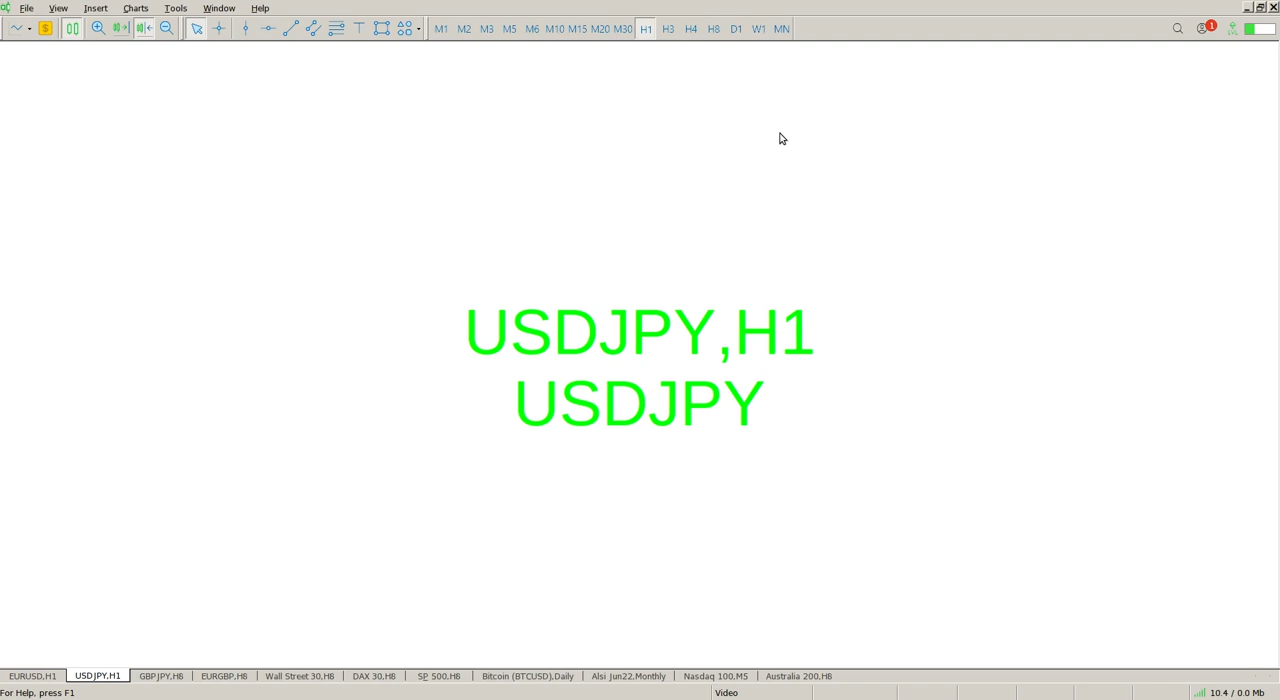 File View Insert Charts Tools Window Help
$ T M1 M2 M3 M5 M6 M10 M15 M20 M30 H1 H3 H4 H8 D1 W1 MN 1 LVL
USDJPY,H1
USDJPY
EURUSD,H1 USDJPY,H1 GBPJPY,H8 EURGBP,H8 Wall Street 30,H8 DAX 30,H8 SP 500,H8 Bitcoin (BTCUSD),Daily Alsi Jun22,Monthly Nasdaq 100,M5 Australia 200,H8
For Help, press F1 Video 10.4 / 0.0 Mb